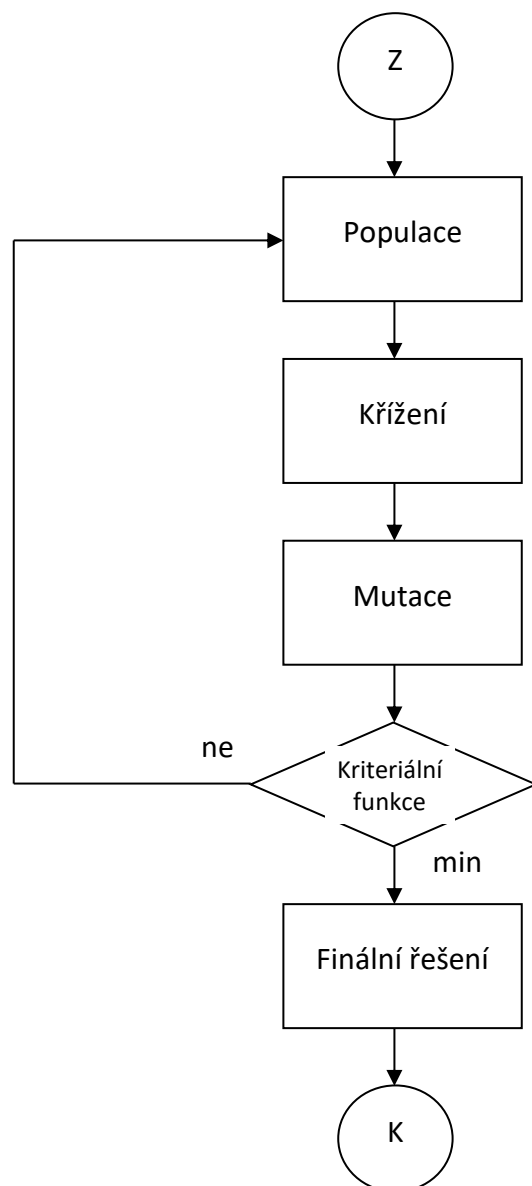 Z
Populace
Křížení
Mutace
ne
Kriteriální
funkce
min
Finální řešení
K